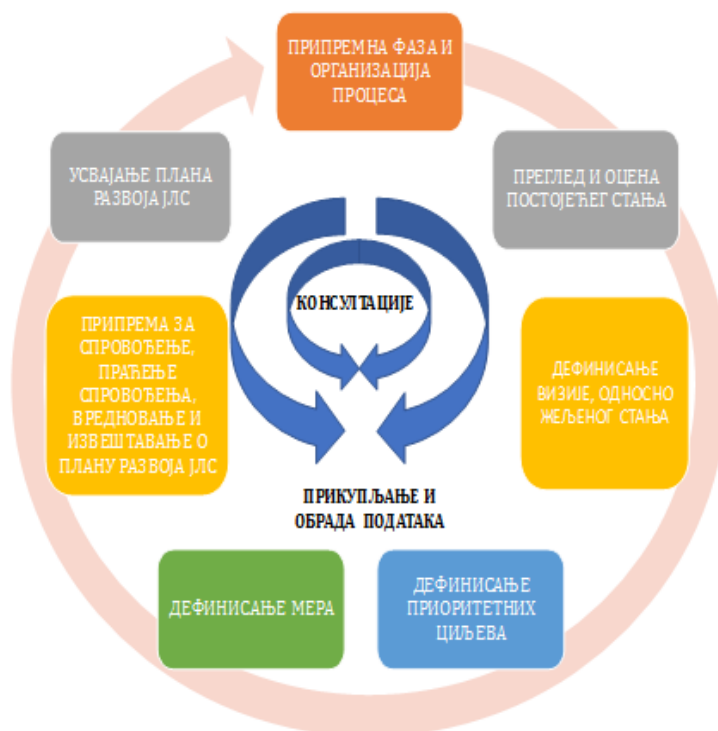 ПРИПРЕМНА ФАЗА И
ОРГАНИЗАЦИЈА
ПРОЦЕСА
ПРЕГЛЕД И ОЦЕНА
ПОСТОЈЕЋЕГ СТАЊА
ДЕФИНИСАЊЕ
ВИЗИЈЕ, ОДНОСНО
ЖЕЉЕНОГ СТАЊА
ДЕФИНИСАЊЕ
ПРИОРИТЕТНИХ
ЦИЉЕВА
ДЕФИНИСАЊЕ МЕРА
ПРИПРЕМА ЗА
СПРОВОЂЕЊЕ,
ПРАЋЕЊЕ
СПРОВОЂЕЊА,
ВРЕДНОВАЊЕ И
ИЗВЕШТАВАЊЕ О
ПЛАНУ РАЗВОЈА ЈЛС
УСВАЈАЊЕ ПЛАНА
РАЗВОЈА ЈЛС
КОНСУЛТАЦИЈЕ
ПРИКУПЉАЊЕ И
ОБРАДА ПОДАТАКА